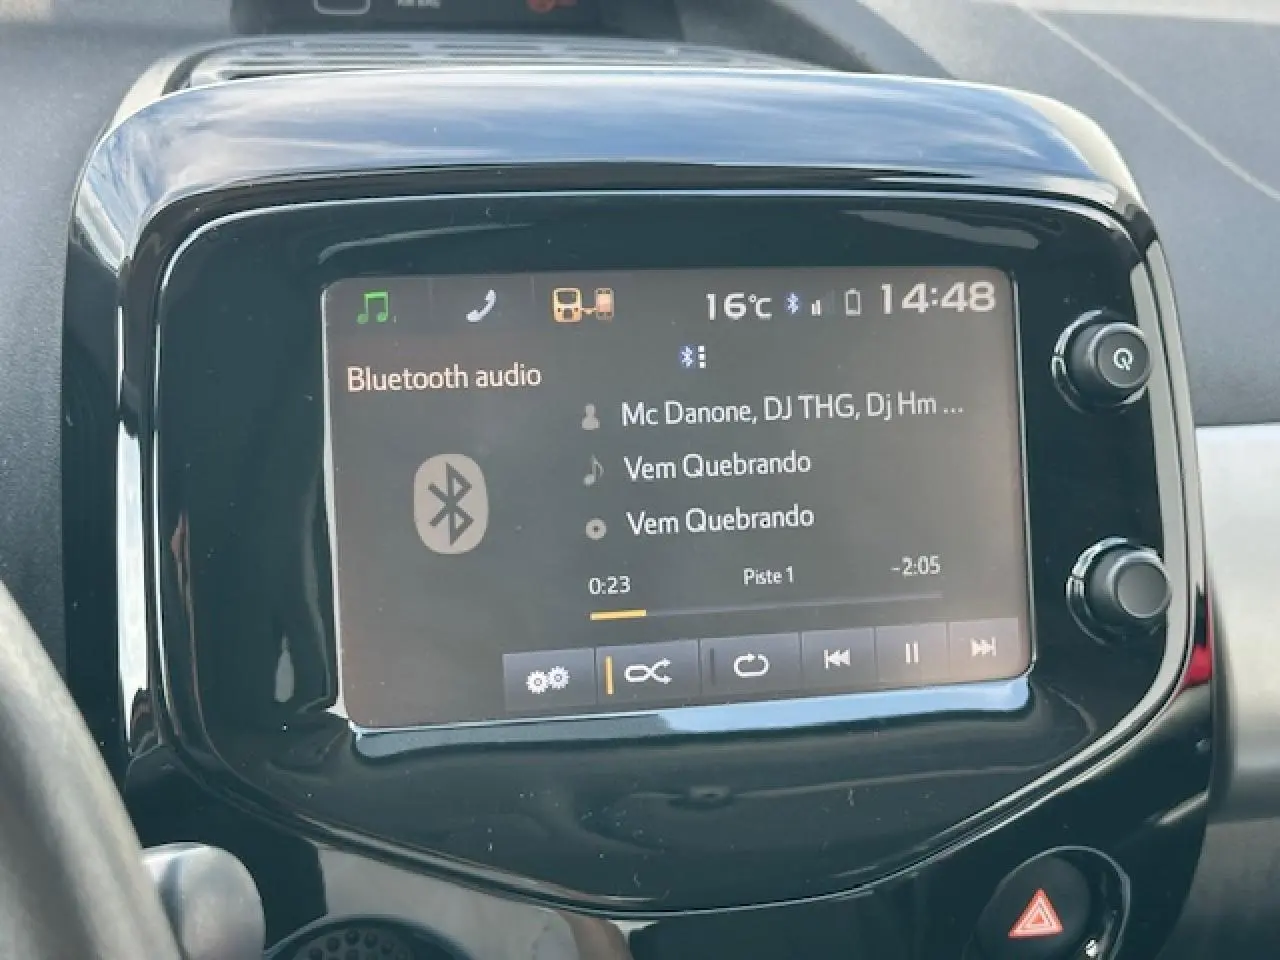 16°C 14:48
Bluetooth audio
Mc Danone, DJ THG, Dj Hm ...
Vem Quebrando
Vem Quebrando
0:23 Piste 1 -2:05